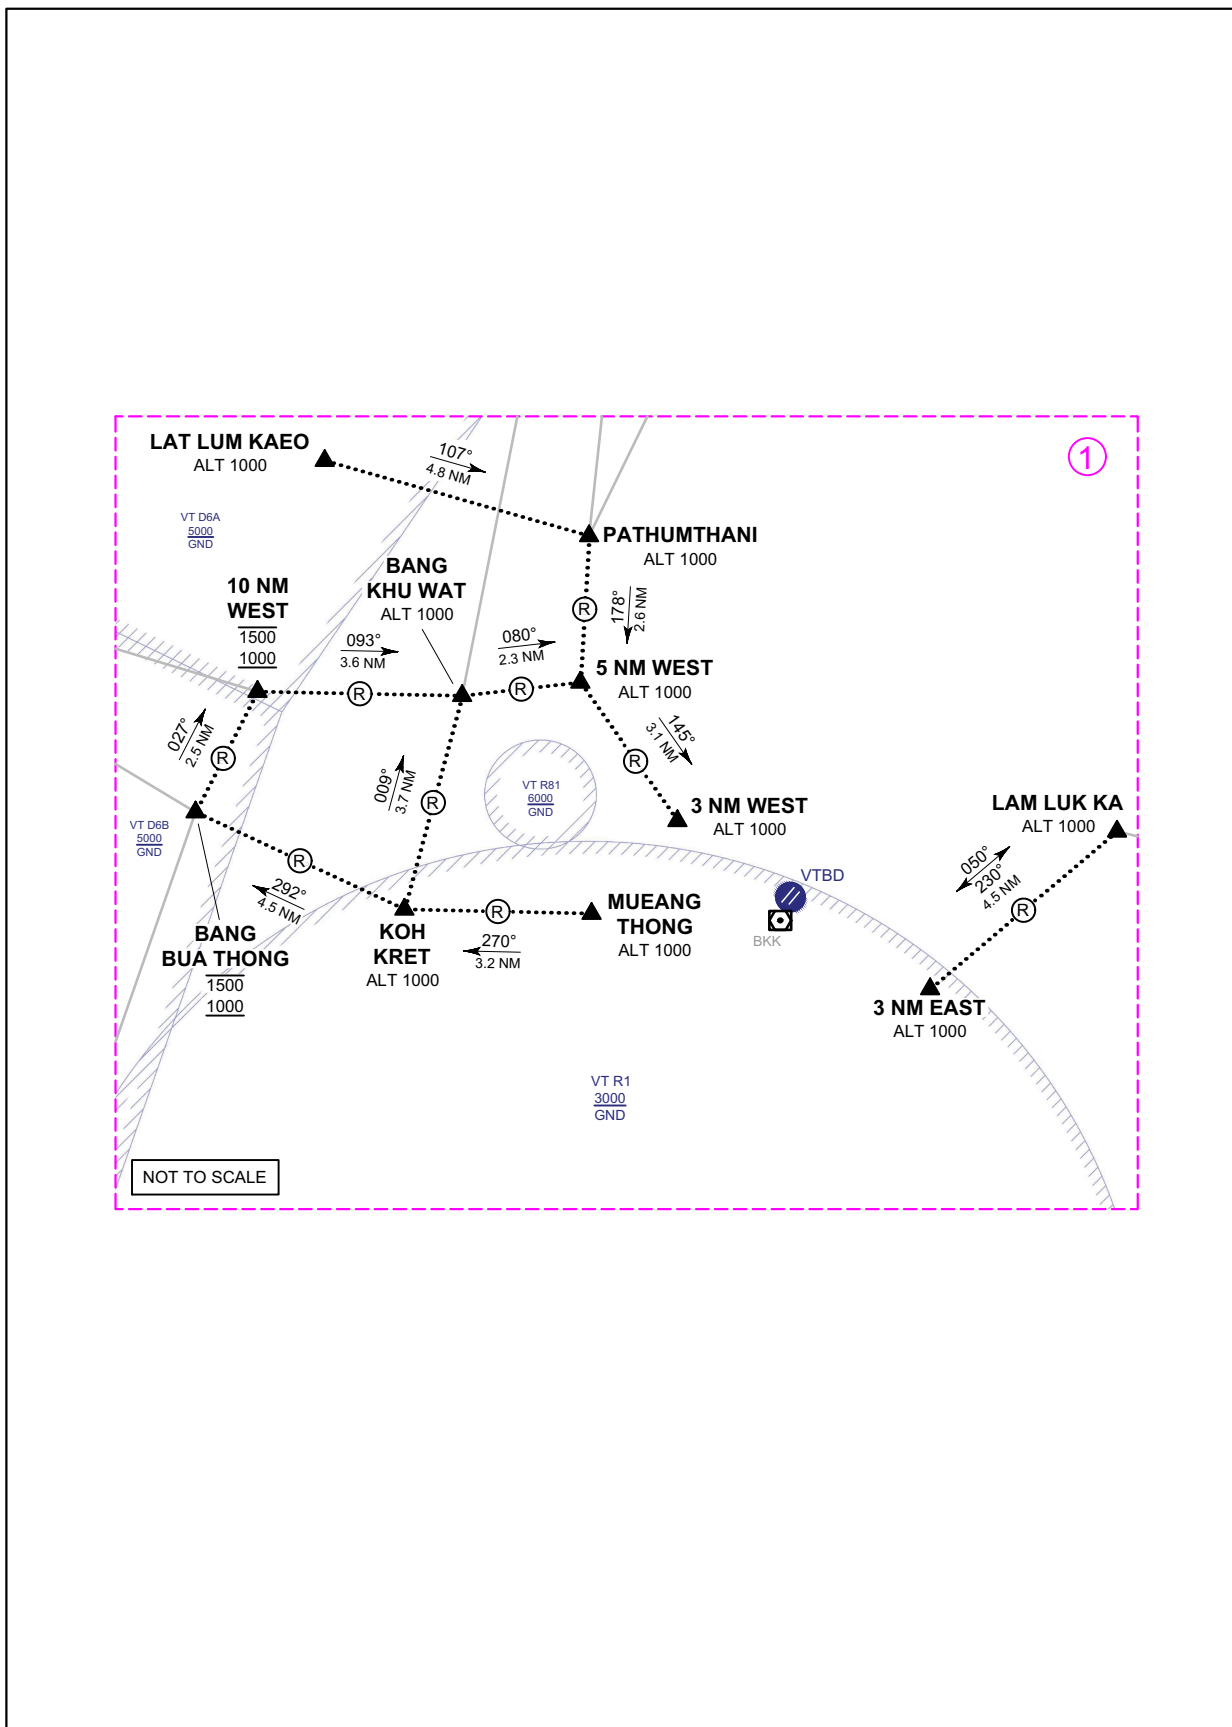 LAT LUM KAEO
ALT 1000
107°
4.8 NM
1
VT D6A
5000
GND
PATHUMTHANI
ALT 1000
BANG
KHU WAT
ALT 1000
10 NM
WEST
1500
1000
R
178°
2.6 NM
093°
3.6 NM
R
080°
2.3 NM
R
5 NM WEST
ALT 1000
027°
2.5 NM
R
145°
3.1 NM
R
009°
3.7 NM
R
VT R81
6000
GND
3 NM WEST
ALT 1000
LAM LUK KA
ALT 1000
VT D6B
5000
GND
R
292°
4.5 NM
050°
230°
4.5 NM
R
VTBD
BKK
MUEANG
THONG
ALT 1000
R
270°
3.2 NM
KOH
KRET
ALT 1000
BANG
BUA THONG
1500
1000
3 NM EAST
ALT 1000
VT R1
3000
GND
NOT TO SCALE